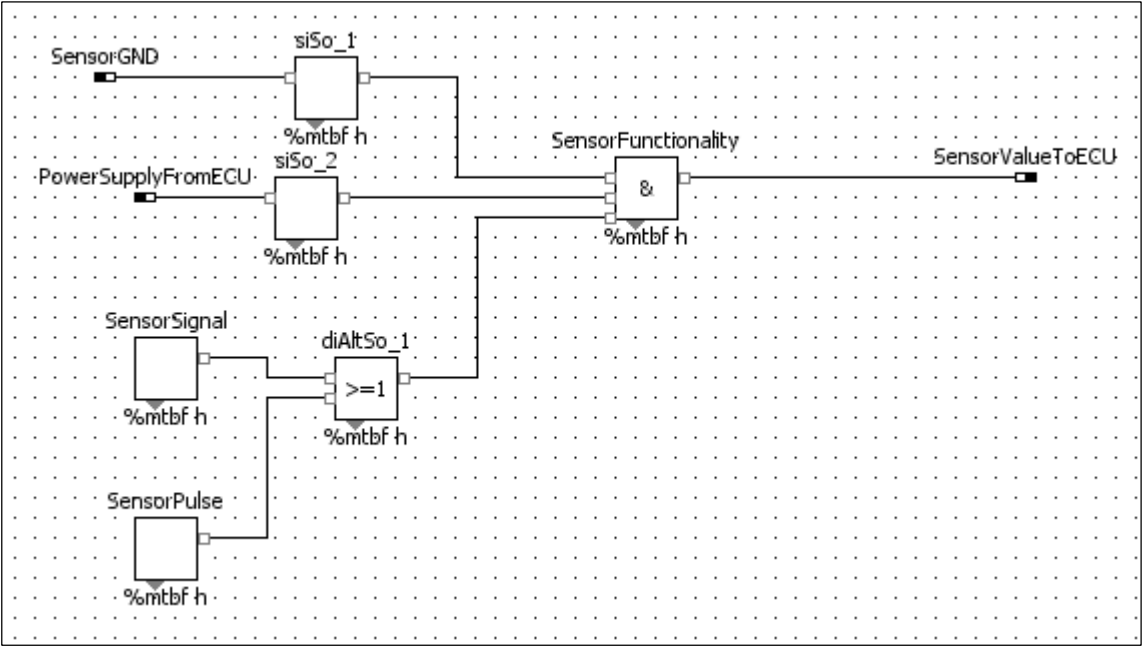 siSo_1
SensorGND
%mtbf h
SensorFunctionality
siSo_2
SensorValueToECU
PowerSupplyFromECU
&
%mtbf h
%mtbf h
SensorSignal
diAltSo_1
>=1
%mtbf h
%mtbf h
SensorPulse
%mtbf h